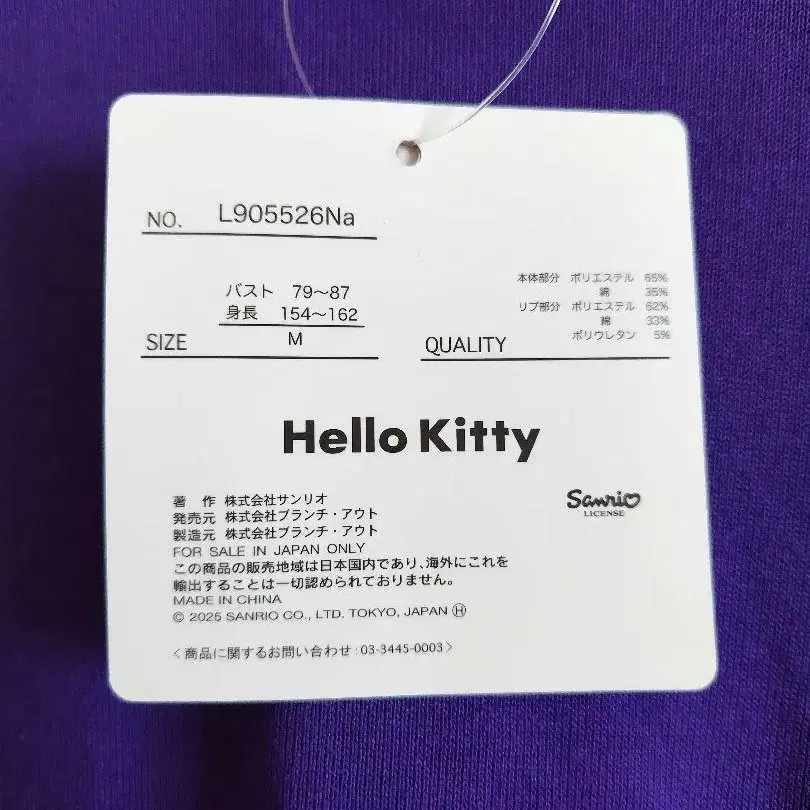 NO. L905526Na
バスト 79～87
身長 154～162
SIZE M
本体部分 ポリエステル 65%
綿 35%
リブ部分 ポリエステル 62%
綿 33%
ポリウレタン 5%
QUALITY
Hello Kitty
著 作 株式会社サンリオ
発売元 株式会社ブランチ・アウト
製造元 株式会社ブランチ・アウト
FOR SALE IN JAPAN ONLY
この商品の販売地域は日本国内であり、海外にこれを
輸出することは一切認められておりません。
MADE IN CHINA
© 2025 SANRIO CO., LTD. TOKYO, JAPAN Ⓗ
Sanrio
LICENSE
〈商品に関するお問い合わせ:03-3445-0003〉